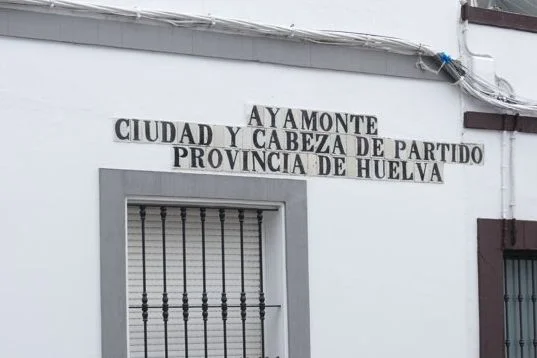 AYAMONTE
CIUDAD Y CABEZA DE PARTIDO
PROVINCIA DE HUELVA